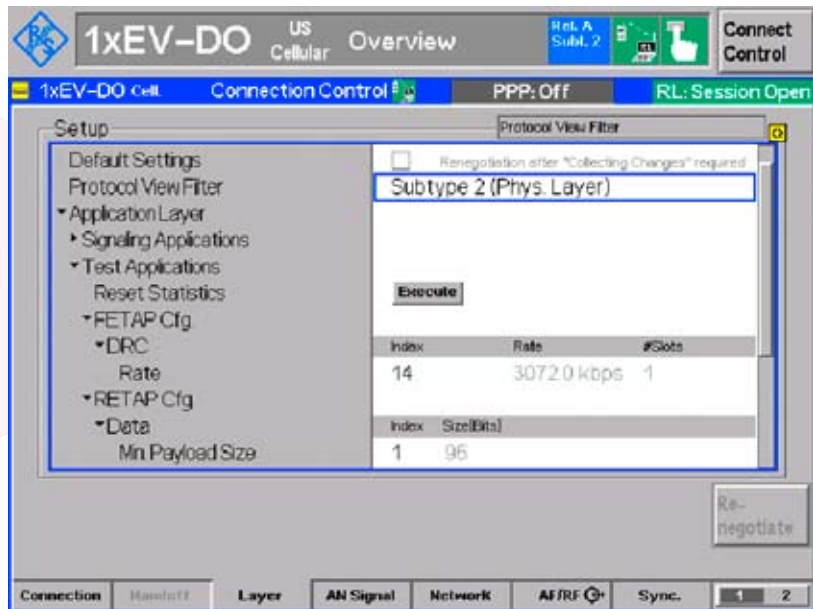 R&S 1xEV-DO US Cellular Overview Rel. A Subt. 2 Connect Control
1xEV-DO Cell. Connection Control PPP: Off RL: Session Open
Setup Protocol View Filter
Default Settings Renegotiation after "Collecting Changes" required
Protocol View Filter Subtype 2 (Phys. Layer)
Application Layer
Signaling Applications
Test Applications
Reset Statistics Execute
FETAP Cfg
DRC Index Rate #Slots
Rate 14 3072.0 kbps 1
RETAP Cfg
Data Index Size[Bits]
Min Payload Size 1 96
Re-
negotiate
Connection Handoff Layer AN Signal Network AF/RF Sync. 1 2